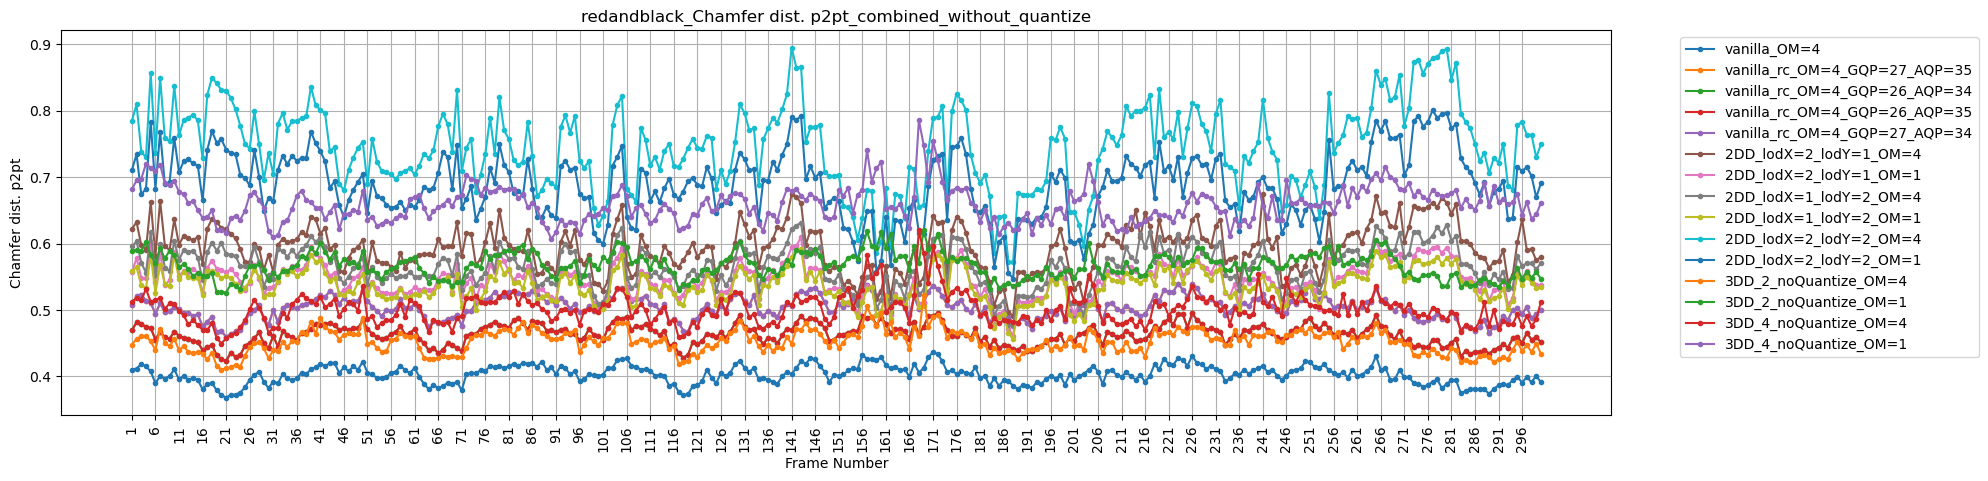 redandblack_Chamfer dist. p2pt_combined_without_quantize
Chamfer dist. p2pt
0.9
0.8
0.7
0.6
0.5
0.4
1 6 11 16 21 26 31 36 41 46 51 56 61 66 71 76 81 86 91 96 101 106 111 116 121 126 131 136 141 146 151 156 161 166 171 176 181 186 191 196 201 206 211 216 221 226 231 236 241 246 251 256 261 266 271 276 281 286 291 296
Frame Number
vanilla_OM=4
vanilla_rc_OM=4_GQP=27_AQP=35
vanilla_rc_OM=4_GQP=26_AQP=34
vanilla_rc_OM=4_GQP=26_AQP=35
vanilla_rc_OM=4_GQP=27_AQP=34
2DD_lodX=2_lodY=1_OM=4
2DD_lodX=2_lodY=1_OM=1
2DD_lodX=1_lodY=2_OM=4
2DD_lodX=1_lodY=2_OM=1
2DD_lodX=2_lodY=2_OM=4
2DD_lodX=2_lodY=2_OM=1
3DD_2_noQuantize_OM=4
3DD_2_noQuantize_OM=1
3DD_4_noQuantize_OM=4
3DD_4_noQuantize_OM=1